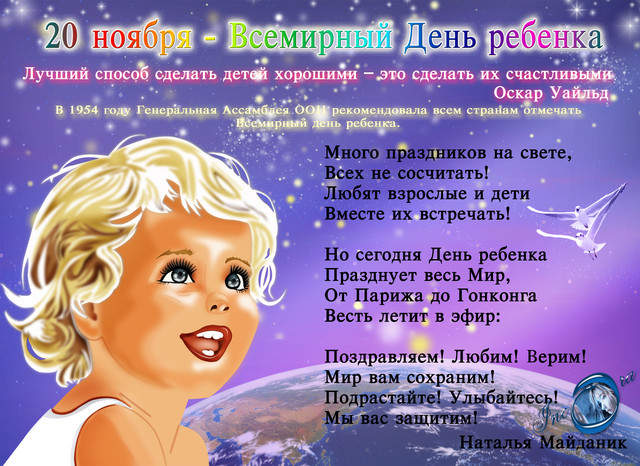 20 ноября - Всемирный День ребенка
Лучший способ сделать детей хорошими – это сделать их счастливыми
Оскар Уайльд
В 1954 году Генеральная Ассамблея ООН рекомендовала всем странам отмечать
Всемирный день ребенка.
Много праздников на свете,
Всех не сосчитать!
Любят взрослые и дети
Вместе их встречать!
Но сегодня День ребенка
Празднует весь Мир,
От Парижа до Гонконга
Весть летит в эфир:
Поздравляем! Любим! Верим!
Мир вам сохраним!
Подрастайте! Улыбайтесь!
Мы вас защитим!
Наталья Майданик